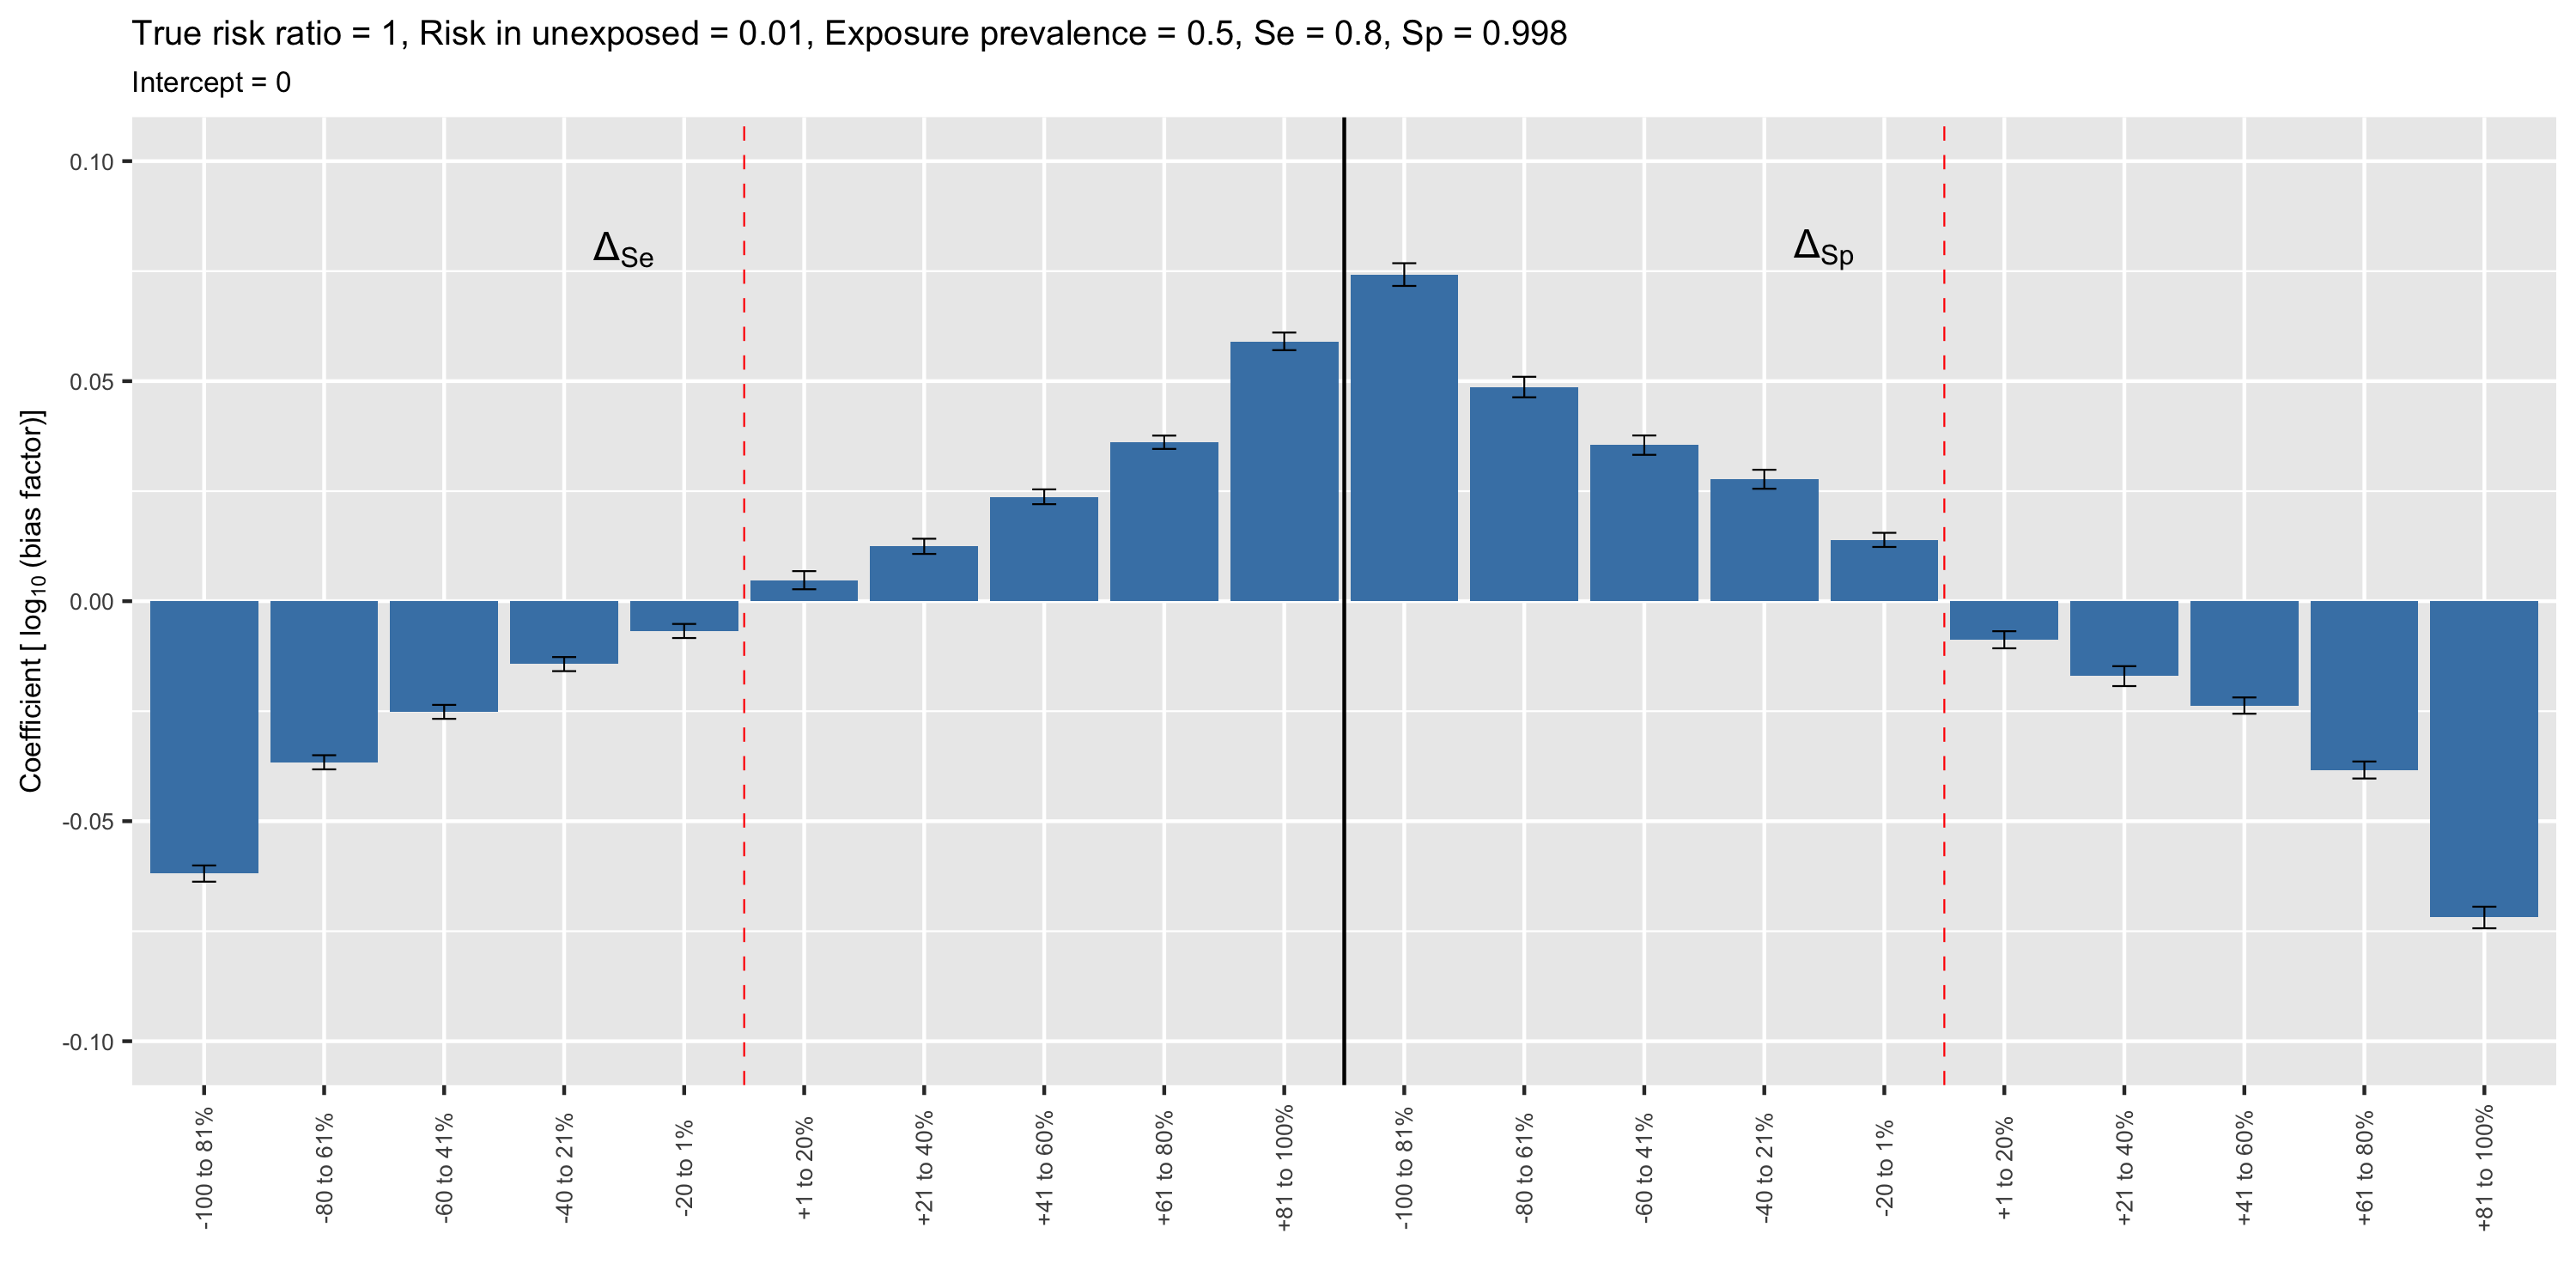 True risk ratio = 1, Risk in unexposed = 0.01, Exposure prevalence = 0.5, Se = 0.8, Sp = 0.998
Intercept = 0
Coefficient [ log₁₀ (bias factor)]
0.10
0.05
0.00
-0.05
-0.10
Δ_Se
Δ_Sp
-100 to 81%
-80 to 61%
-60 to 41%
-40 to 21%
-20 to 1%
+1 to 20%
+21 to 40%
+41 to 60%
+61 to 80%
+81 to 100%
-100 to 81%
-80 to 61%
-60 to 41%
-40 to 21%
-20 to 1%
+1 to 20%
+21 to 40%
+41 to 60%
+61 to 80%
+81 to 100%